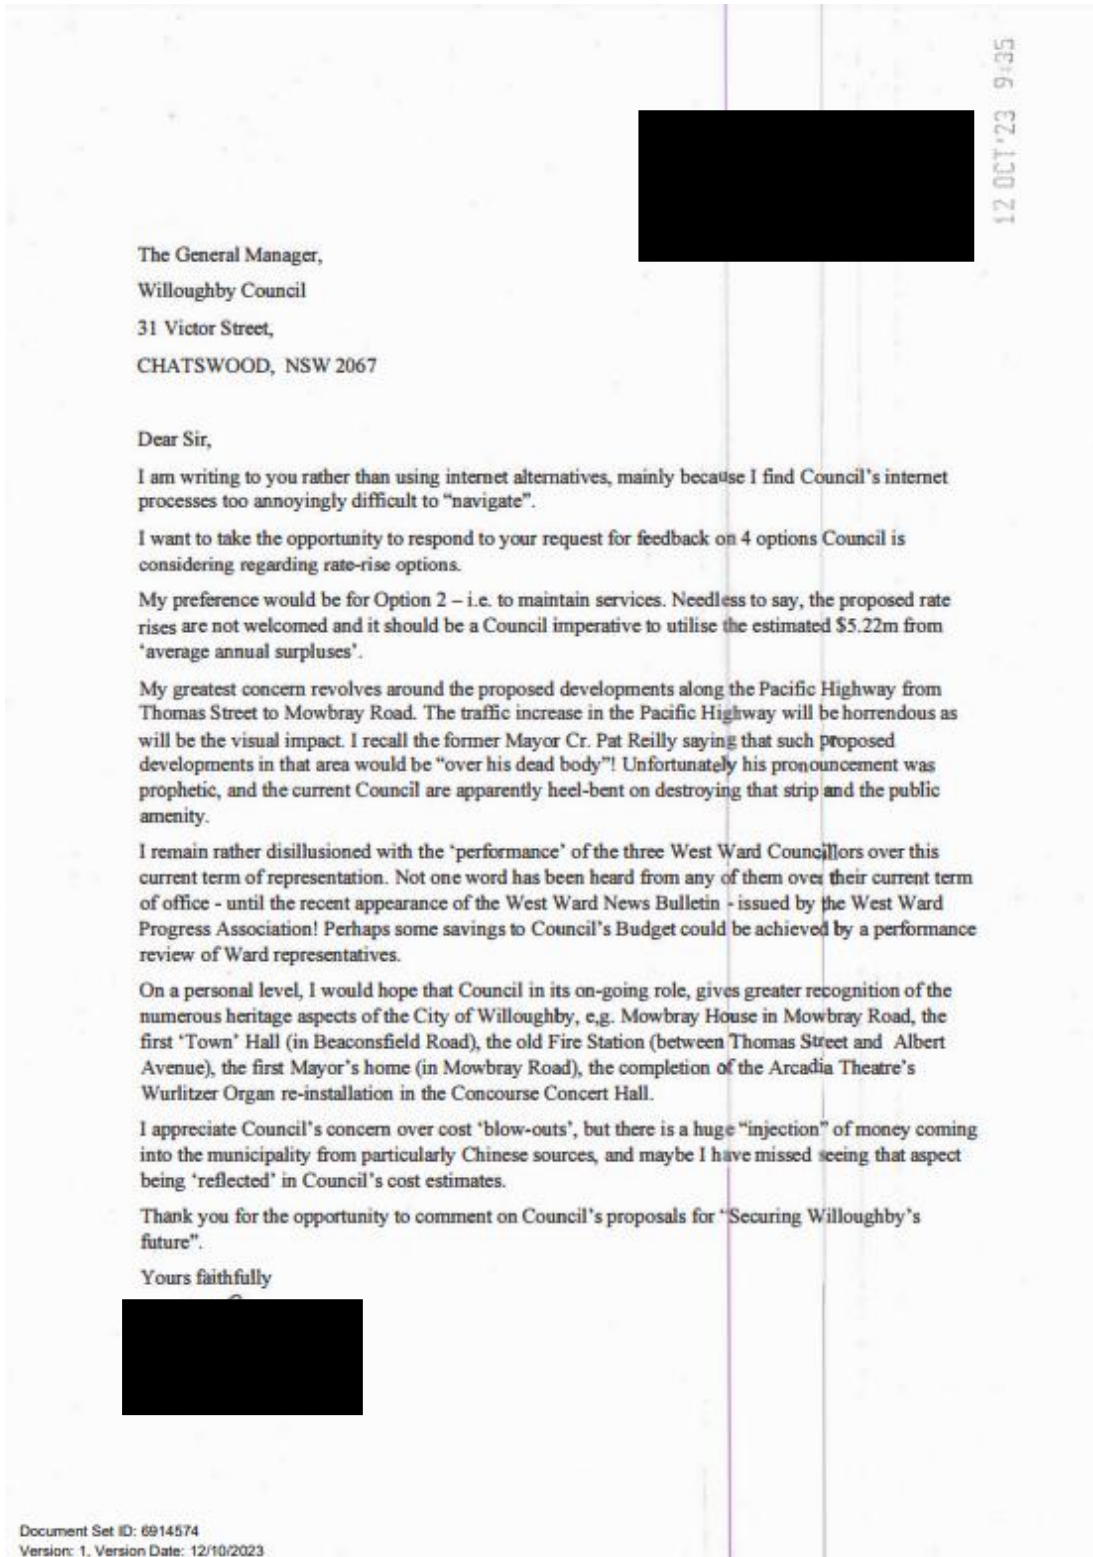 12 OCT'23 9:35
The General Manager,
Willoughby Council
31 Victor Street,
CHATSWOOD, NSW 2067
Dear Sir,
I am writing to you rather than using internet alternatives, mainly because I find Council's internet
processes too annoyingly difficult to “navigate”.
I want to take the opportunity to respond to your request for feedback on 4 options Council is
considering regarding rate-rise options.
My preference would be for Option 2 – i.e. to maintain services. Needless to say, the proposed rate
rises are not welcomed and it should be a Council imperative to utilise the estimated $5.22m from
‘average annual surpluses’.
My greatest concern revolves around the proposed developments along the Pacific Highway from
Thomas Street to Mowbray Road. The traffic increase in the Pacific Highway will be horrendous as
will be the visual impact. I recall the former Mayor Cr. Pat Reilly saying that such proposed
developments in that area would be “over his dead body”! Unfortunately his pronouncement was
prophetic, and the current Council are apparently heel-bent on destroying that strip and the public
amenity.
I remain rather disillusioned with the ‘performance’ of the three West Ward Councillors over this
current term of representation. Not one word has been heard from any of them over their current term
of office - until the recent appearance of the West Ward News Bulletin - issued by the West Ward
Progress Association! Perhaps some savings to Council's Budget could be achieved by a performance
review of Ward representatives.
On a personal level, I would hope that Council in its on-going role, gives greater recognition of the
numerous heritage aspects of the City of Willoughby, e,g. Mowbray House in Mowbray Road, the
first ‘Town’ Hall (in Beaconsfield Road), the old Fire Station (between Thomas Street and Albert
Avenue), the first Mayor's home (in Mowbray Road), the completion of the Arcadia Theatre's
Wurlitzer Organ re-installation in the Concourse Concert Hall.
I appreciate Council's concern over cost ‘blow-outs’, but there is a huge “injection” of money coming
into the municipality from particularly Chinese sources, and maybe I have missed seeing that aspect
being ‘reflected’ in Council's cost estimates.
Thank you for the opportunity to comment on Council's proposals for “Securing Willoughby's
future”.
Yours faithfully
Document Set ID: 6914574
Version: 1, Version Date: 12/10/2023